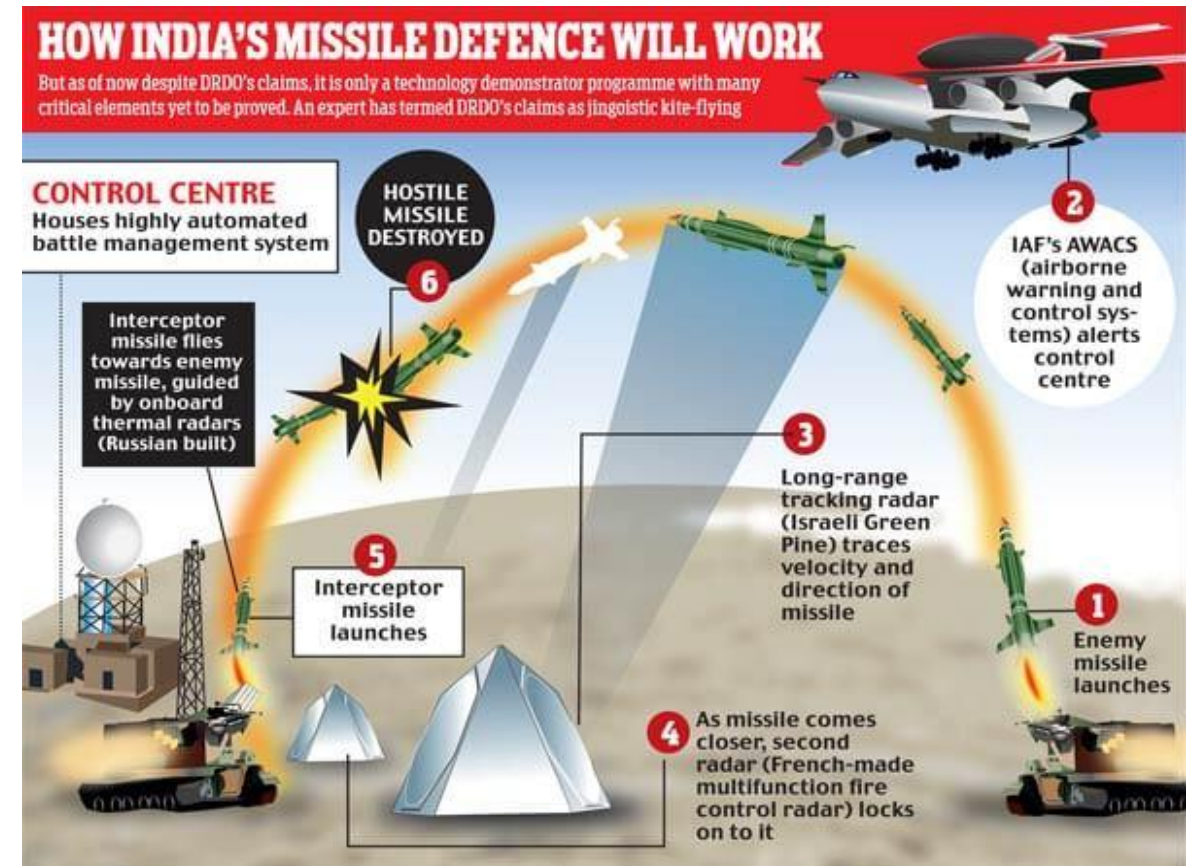 HOW INDIA'S MISSILE DEFENCE WILL WORK
But as of now despite DRDO's claims, it is only a technology demonstrator programme with many
critical elements yet to be proved. An expert has termed DRDO's claims as jingoistic kite-flying
CONTROL CENTRE
Houses highly automated
battle management system
HOSTILE
MISSILE
DESTROYED
6
2
IAF's AWACS
(airborne
warning and
control sys-
tems) alerts
control
centre
Interceptor
missile flies
towards enemy
missile, guided
by onboard
thermal radars
(Russian built)
3
Long-range
tracking radar
(Israeli Green
Pine) traces
velocity and
direction of
missile
5
Interceptor
missile
launches
1
Enemy
missile
launches
4
As missile comes
closer, second
radar (French-made
multifunction fire
control radar) locks
on to it